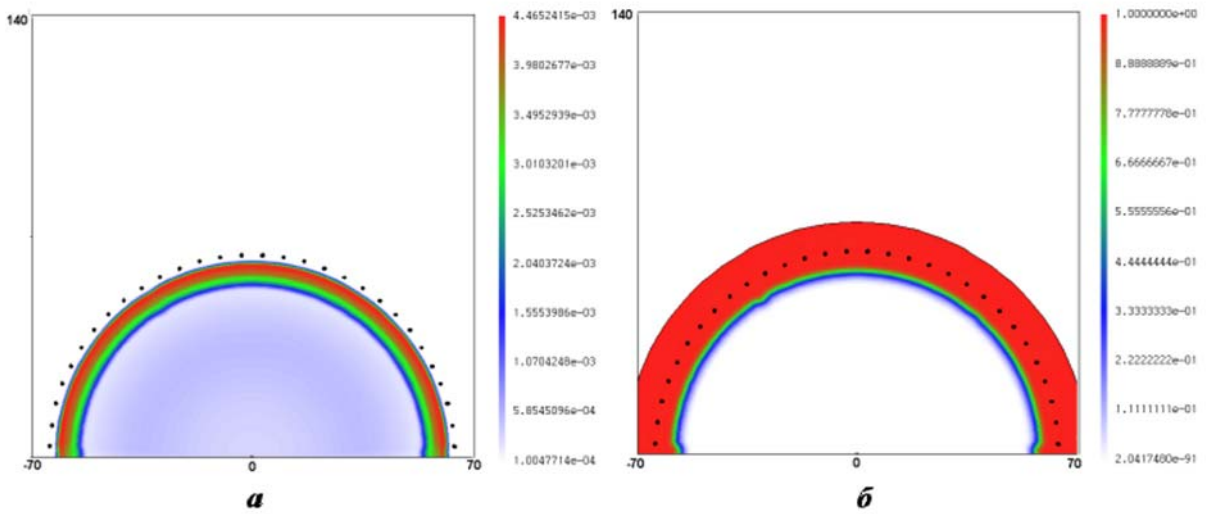 140
4.4652415e-03
3.9802677e-03
3.4952939e-03
3.0103201e-03
2.5253462e-03
2.0403724e-03
1.5553986e-03
1.0704248e-03
5.8545096e-04
1.0047714e-04
-70
0
70
а
140
1.0000000e+00
8.8888889e-01
7.7777778e-01
6.6666667e-01
5.5555556e-01
4.4444444e-01
3.3333333e-01
2.2222222e-01
1.1111111e-01
2.0417480e-91
-70
0
70
б